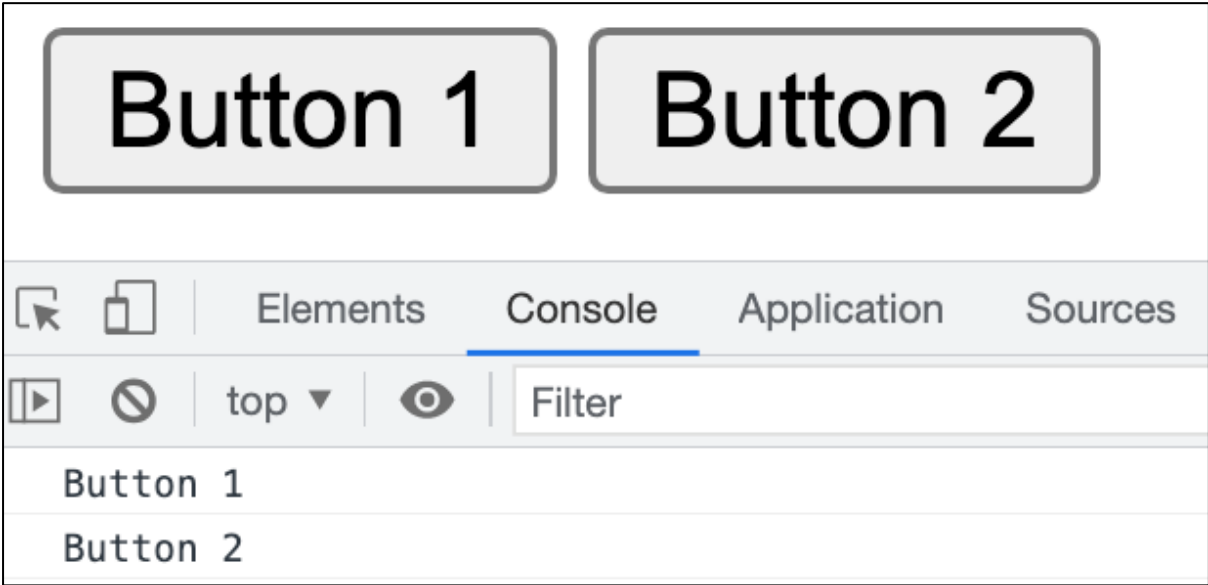 Button 1 Button 2
Elements Console Application Sources
top Filter
Button 1
Button 2